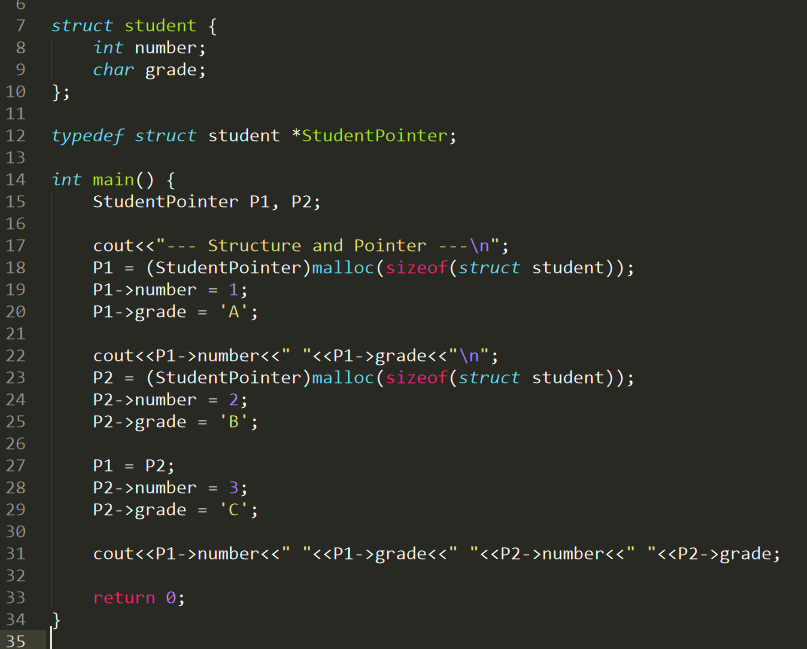 6
7 struct student {
8     int number;
9     char grade;
10 };
11
12 typedef struct student *StudentPointer;
13
14 int main() {
15     StudentPointer P1, P2;
16
17     cout<<"--- Structure and Pointer ---\n";
18     P1 = (StudentPointer)malloc(sizeof(struct student));
19     P1->number = 1;
20     P1->grade = 'A';
21
22     cout<<P1->number<<" "<<P1->grade<<"\n";
23     P2 = (StudentPointer)malloc(sizeof(struct student));
24     P2->number = 2;
25     P2->grade = 'B';
26
27     P1 = P2;
28     P2->number = 3;
29     P2->grade = 'C';
30
31     cout<<P1->number<<" "<<P1->grade<<" "<<P2->number<<" "<<P2->grade;
32
33     return 0;
34 }
35